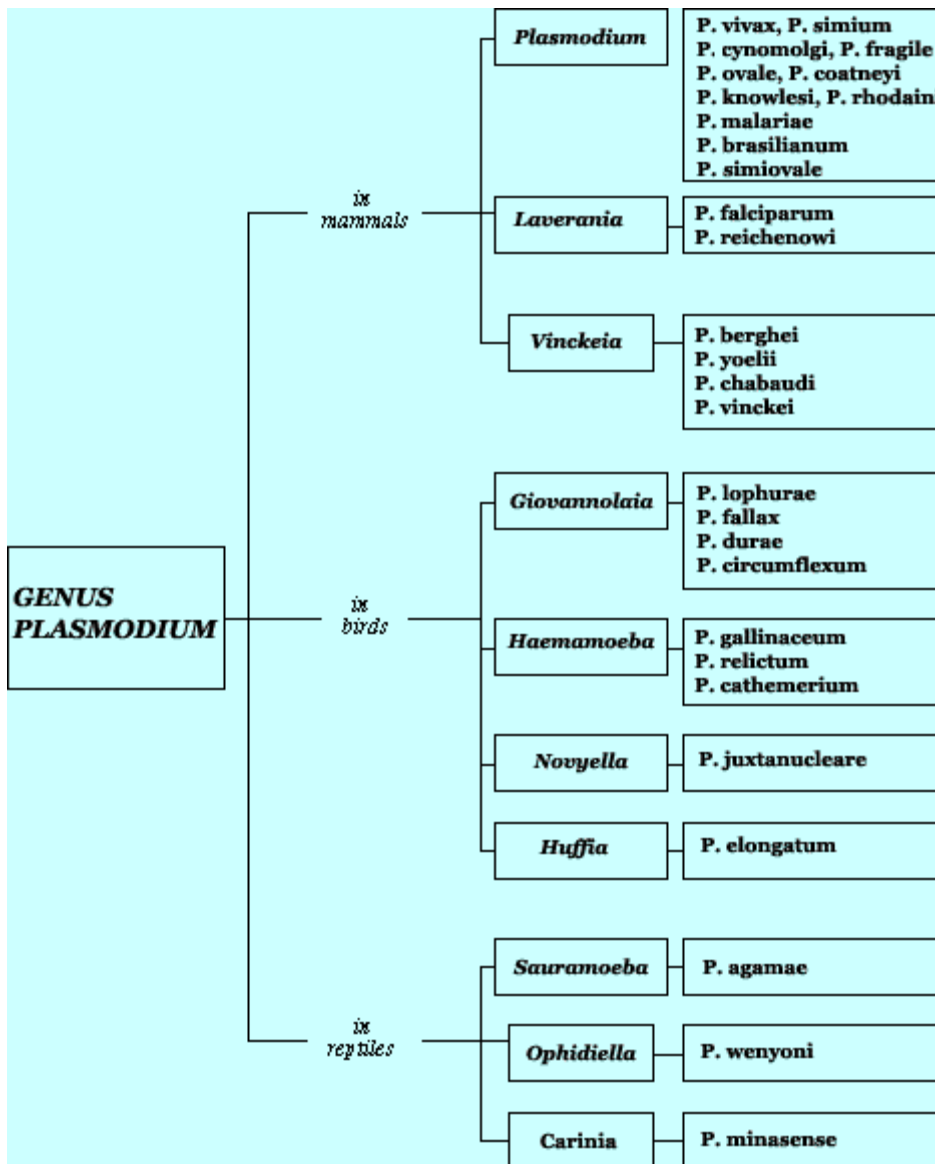 Plasmodium
P. vivax, P. simium
P. cynomolgi, P. fragile
P. ovale, P. coatneyi
P. knowlesi, P. rhodain
P. malariae
P. brasilianum
P. simiovale
in
mammals
Laverania
P. falciparum
P. reichenowi
Vinckeia
P. berghei
P. yoelii
P. chabaudi
P. vinckei
GENUS
PLASMODIUM
in
birds
Giovannolaia
P. lophurae
P. fallax
P. durae
P. circumflexum
Haemamoeba
P. gallinaceum
P. relictum
P. cathemerium
Novyella
P. juxtanucleare
Huffia
P. elongatum
in
reptiles
Sauramoeba
P. agamae
Ophidiella
P. wenyoni
Carinia
P. minasense